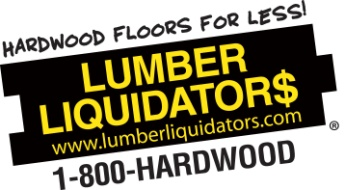 HARDWOOD FLOORS FOR LESS!
LUMBER
LIQUIDATOR$
www.lumberliquidators.com
®
1-800-HARDWOOD